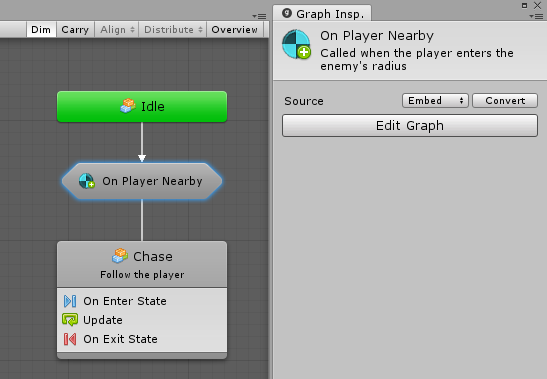 Dim Carry Align Distribute Overview
Idle
On Player Nearby
Chase
Follow the player
On Enter State
Update
On Exit State
Graph Insp.
On Player Nearby
Called when the player enters the
enemy's radius
Source Embed Convert
Edit Graph